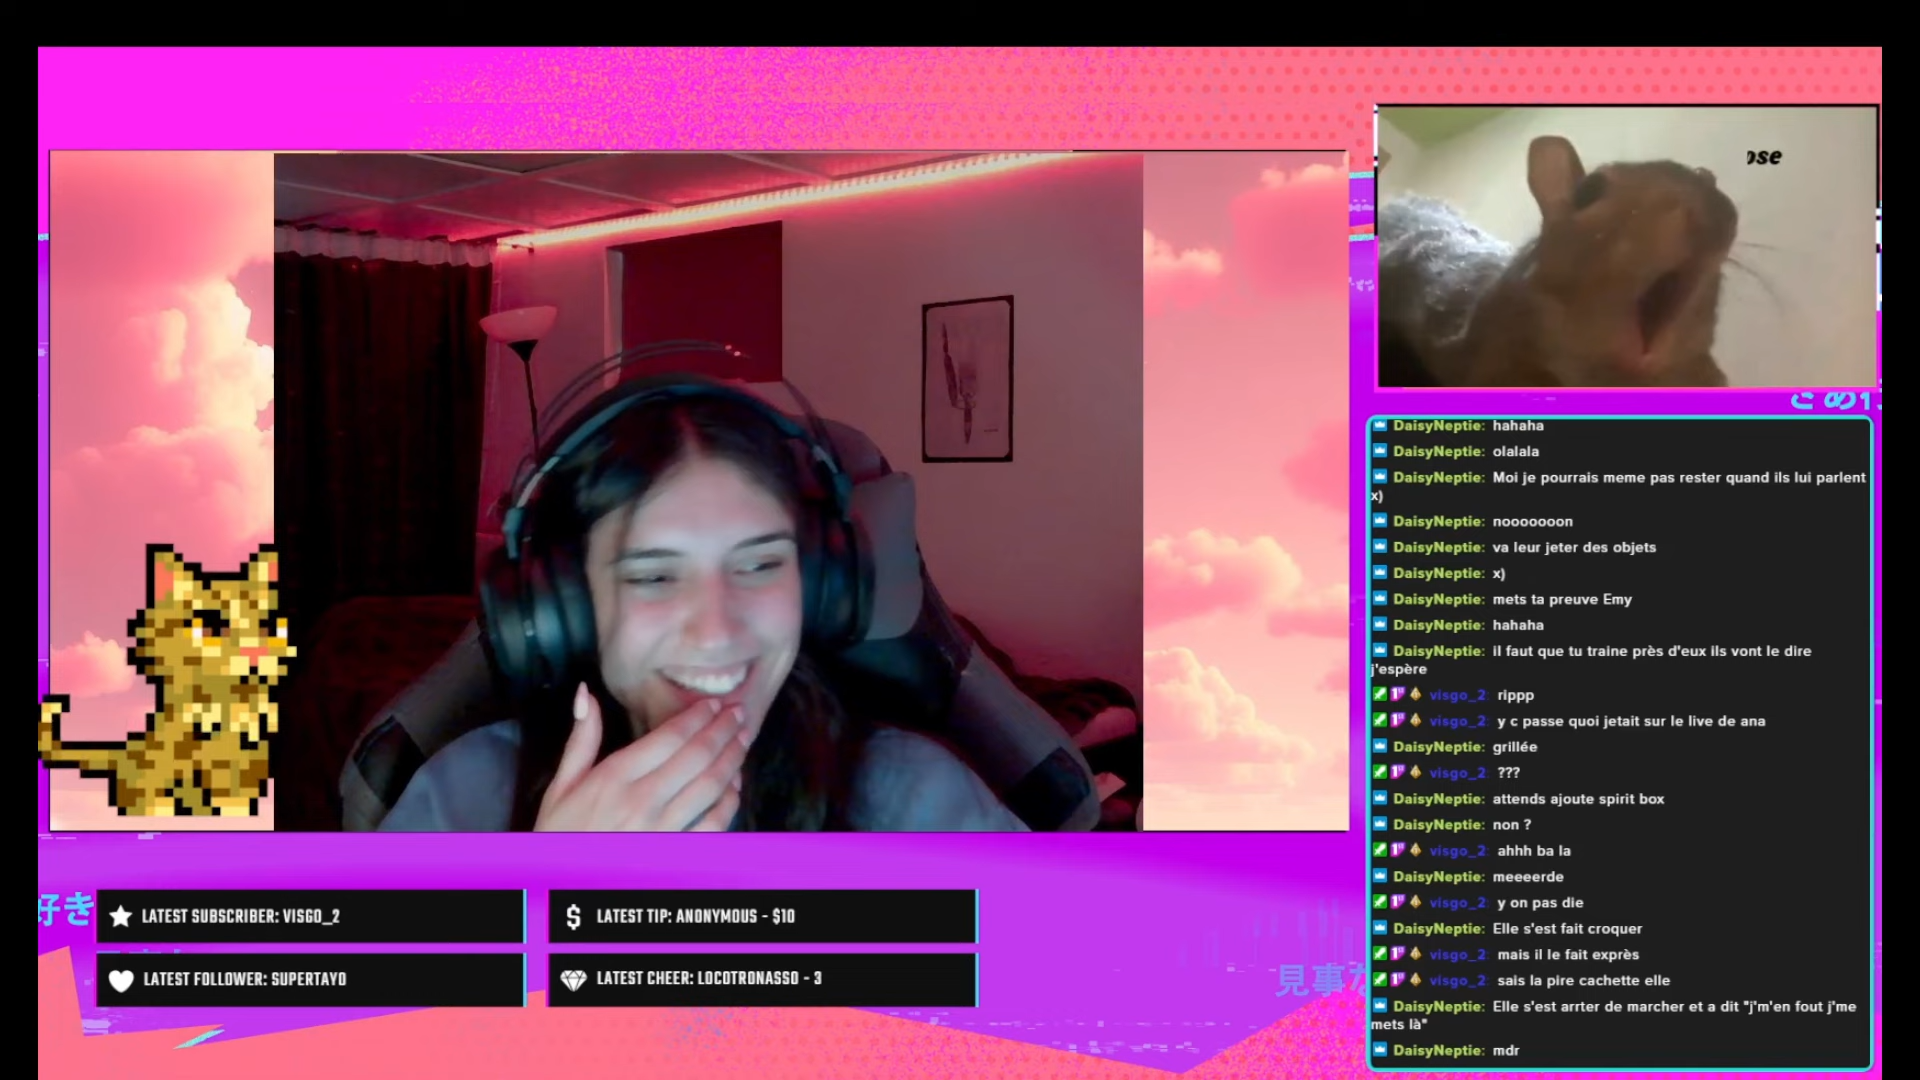 ose
DaisyNeptie: hahaha
DaisyNeptie: olalala
DaisyNeptie: Moi je pourrais meme pas rester quand ils lui parlent
x)
DaisyNeptie: nooooooon
DaisyNeptie: va leur jeter des objets
DaisyNeptie: x)
DaisyNeptie: mets ta preuve Emy
DaisyNeptie: hahaha
DaisyNeptie: il faut que tu traine près d'eux ils vont le dire
j'espère
visgo_2: rippp
visgo_2: y c passe quoi jetait sur le live de ana
DaisyNeptie: grillée
visgo_2: ???
DaisyNeptie: attends ajoute spirit box
DaisyNeptie: non ?
visgo_2: ahhh ba la
DaisyNeptie: meeeerde
visgo_2: y on pas die
DaisyNeptie: Elle s'est fait croquer
visgo_2: mais il le fait exprès
visgo_2: sais la pire cachette elle
DaisyNeptie: Elle s'est arrter de marcher et a dit "j'm'en fout j'me
mets là"
DaisyNeptie: mdr
好き
LATEST SUBSCRIBER: VISGO_2
LATEST TIP: ANONYMOUS - $10
LATEST FOLLOWER: SUPERTAYO
LATEST CHEER: LOCOTRONASSO - 3
見事な